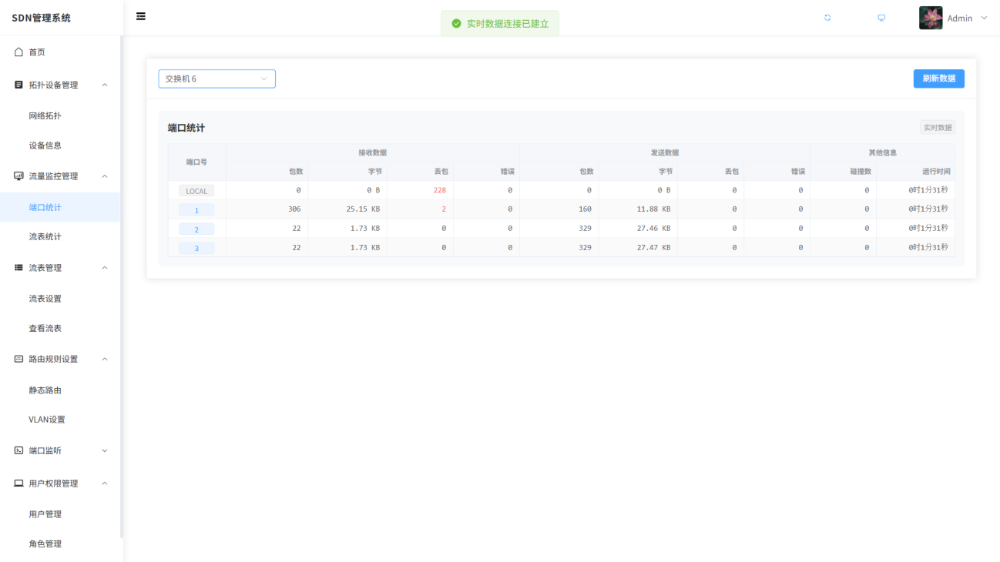 SDN管理系统
实时数据连接已建立
Admin
首页
拓扑设备管理
网络拓扑
设备信息
流量监控管理
端口统计
流表统计
流表管理
流表设置
查看流表
路由规则设置
静态路由
VLAN设置
端口监听
用户权限管理
用户管理
角色管理
交换机 6
刷新数据
端口统计
实时数据
端口号 接收数据 发送数据 其他信息
包数 字节 丢包 错误 包数 字节 丢包 错误 碰撞数 运行时间
LOCAL 0 0 B 228 0 0 0 B 0 0 0 0时1分31秒
1 306 25.15 KB 2 0 160 11.88 KB 0 0 0 0时1分31秒
2 22 1.73 KB 0 0 329 27.46 KB 0 0 0 0时1分31秒
3 22 1.73 KB 0 0 329 27.47 KB 0 0 0 0时1分31秒